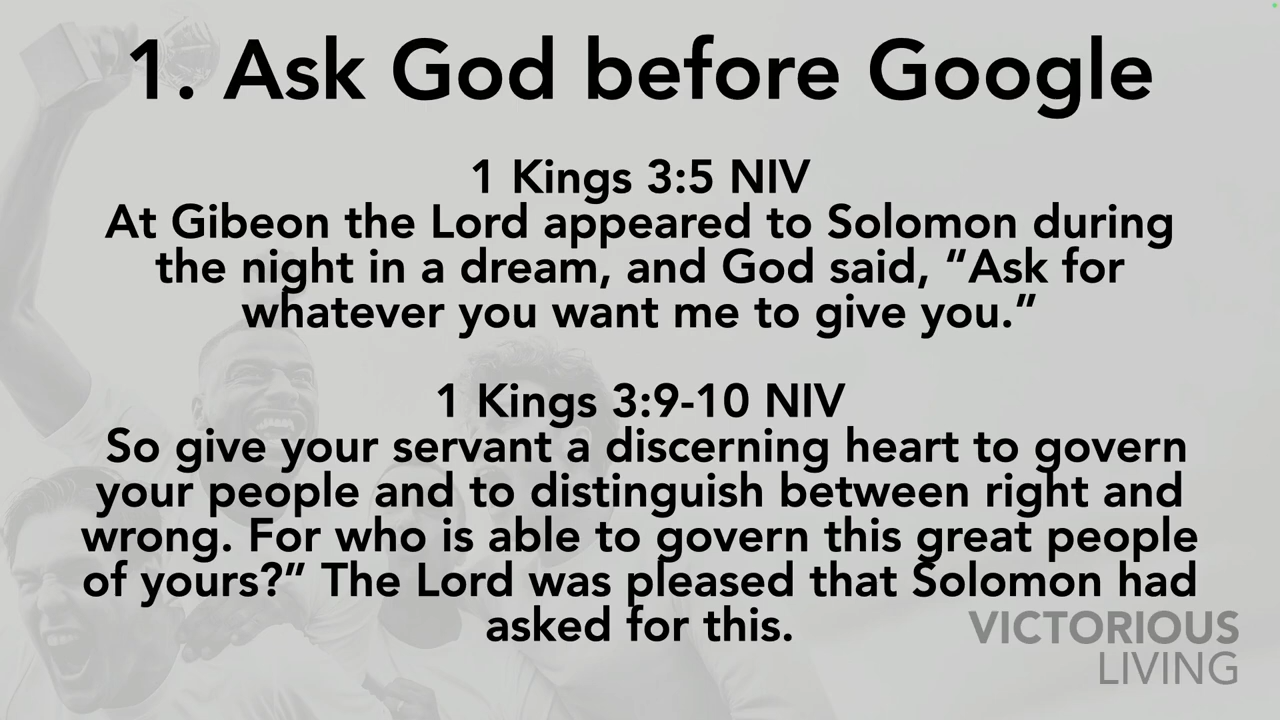 1. Ask God before Google
1 Kings 3:5 NIV
At Gibeon the Lord appeared to Solomon during
the night in a dream, and God said, “Ask for
whatever you want me to give you.”
1 Kings 3:9-10 NIV
So give your servant a discerning heart to govern
your people and to distinguish between right and
wrong. For who is able to govern this great people
of yours?” The Lord was pleased that Solomon had
asked for this.
VICTORIOUS
LIVING